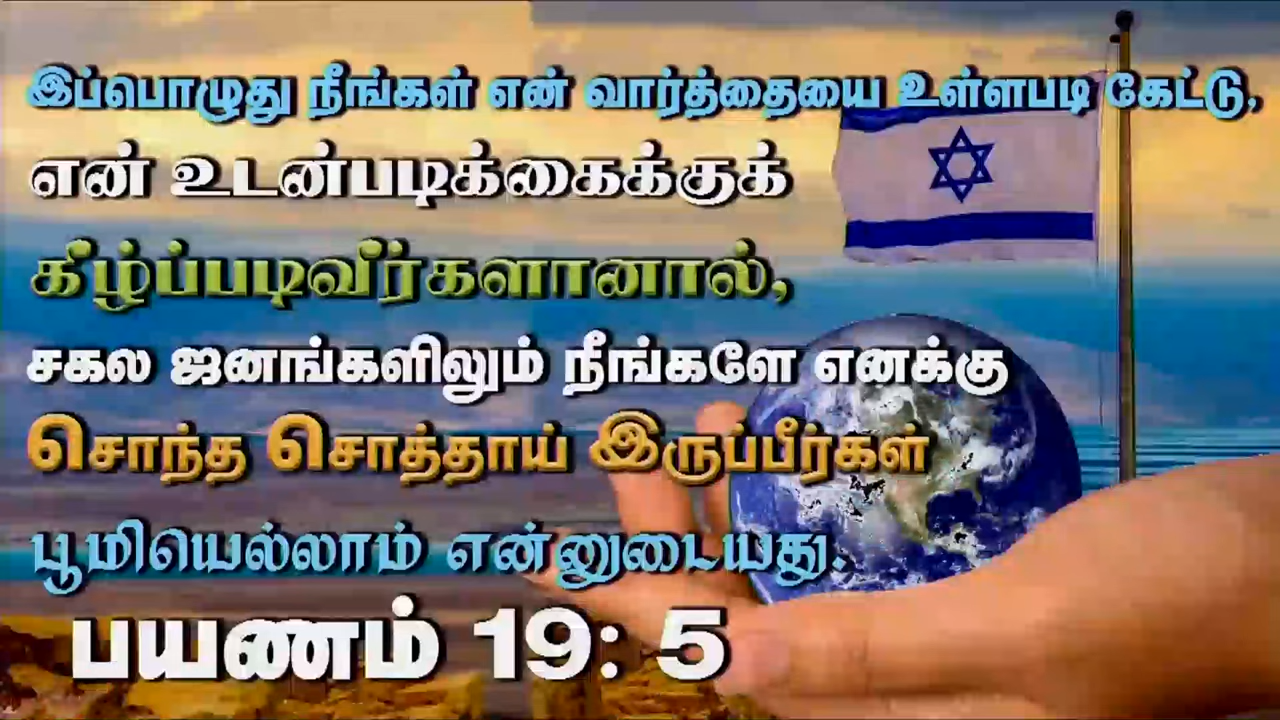 இப்பொழுது நீங்கள் என் வார்த்தையை உள்ளபடி கேட்டு,
என் உடன்படிக்கைக்குக்
கீழ்ப்படிவீர்களானால்,
சகல ஜனங்களிலும் நீங்களே எனக்கு
சொந்த சொத்தாய் இருப்பீர்கள்
பூமியெல்லாம் என்னுடையது.
பயணம் 19: 5